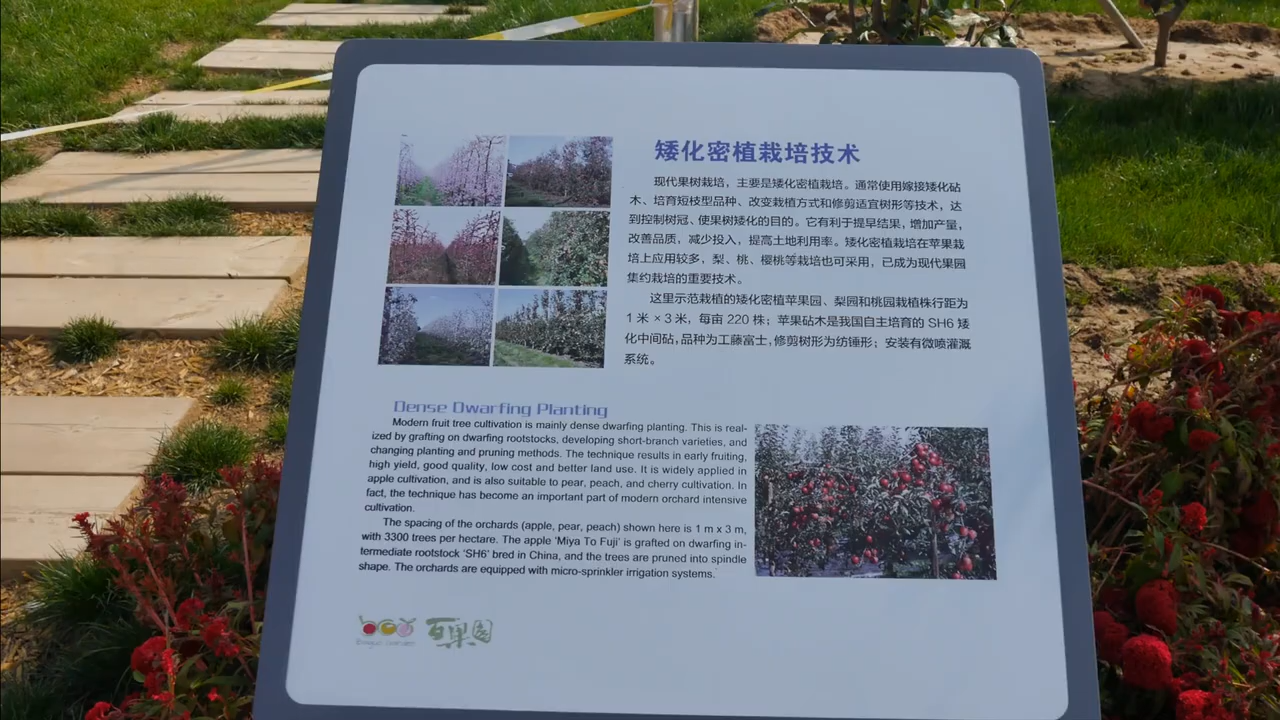 矮化密植栽培技术
现代果树栽培，主要是矮化密植栽培。通常使用嫁接矮化砧
木、培育短枝型品种、改变栽植方式和修剪适宜树形等技术，达
到控制树冠、使果树矮化的目的。它有利于提早结果，增加产量，
改善品质，减少投入，提高土地利用率。矮化密植栽培在苹果栽
培上应用较多，梨、桃、樱桃等栽培也可采用，已成为现代果园
集约栽培的重要技术。
这里示范栽植的矮化密植苹果园、梨园和桃园栽植株行距为
1 米 × 3 米，每亩 220 株；苹果砧木是我国自主培育的 SH6 矮
化中间砧，品种为工藤富士，修剪树形为纺锤形；安装有微喷灌溉
系统。
Dense Dwarfing Planting
Modern fruit tree cultivation is mainly dense dwarfing planting. This is real-
ized by grafting on dwarfing rootstocks, developing short-branch varieties, and
changing planting and pruning methods. The technique results in early fruiting,
high yield, good quality, low cost and better land use. It is widely applied in
apple cultivation, and is also suitable to pear, peach, and cherry cultivation. In
fact, the technique has become an important part of modern orchard intensive
cultivation.
The spacing of the orchards (apple, pear, peach) shown here is 1 m x 3 m,
with 3300 trees per hectare. The apple 'Miya To Fuji' is grafted on dwarfing in-
termediate rootstock 'SH6' bred in China, and the trees are pruned into spindle
shape. The orchards are equipped with micro-sprinkler irrigation systems.
百果园